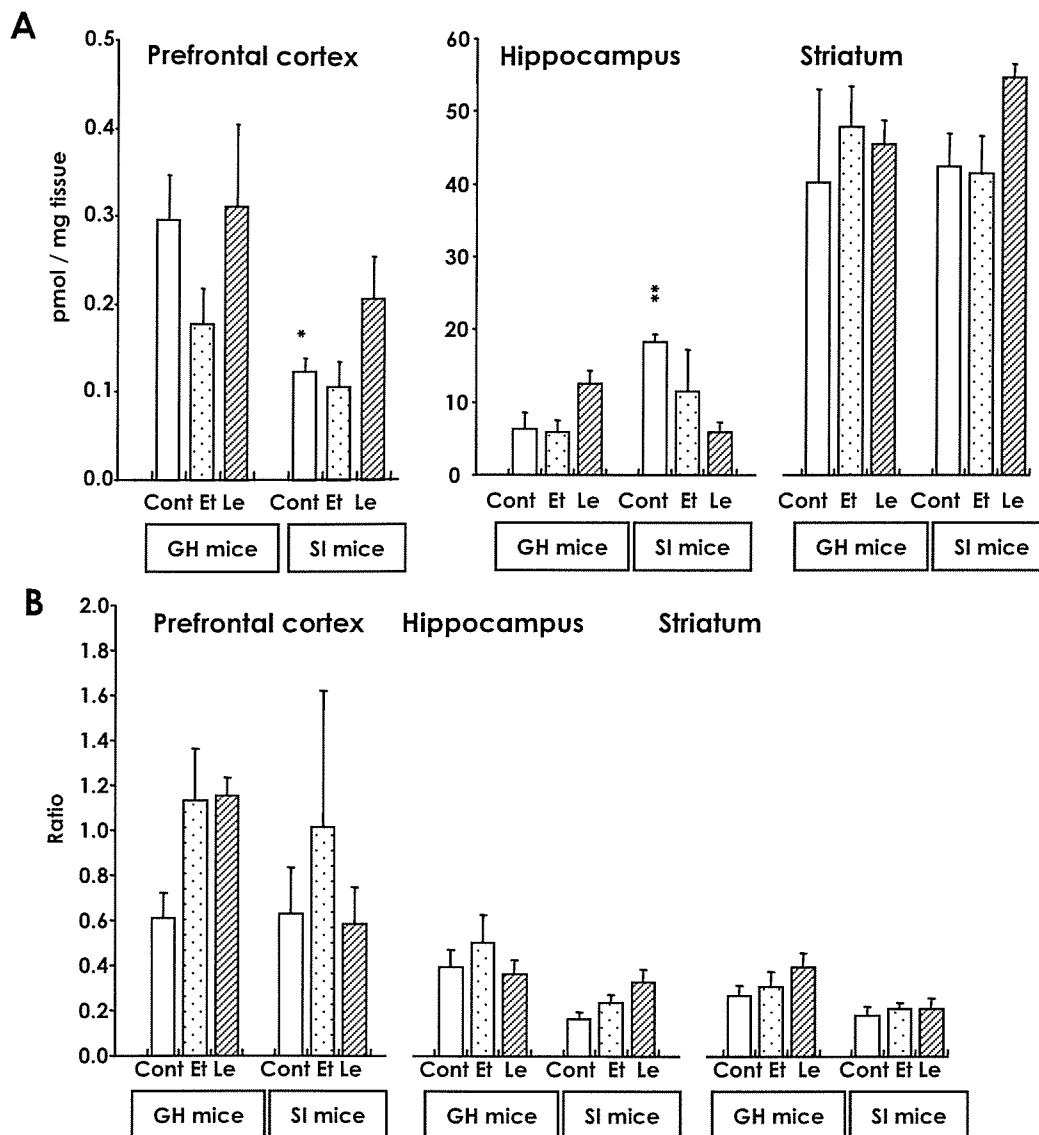 A
Prefrontal cortex
Hippocampus
Striatum
pmol / mg tissue
0.5
0.4
0.3
0.2
0.1
0.0
60
50
40
30
20
10
0
*
**
Cont Et Le
Cont Et Le
Cont Et Le
Cont Et Le
Cont Et Le
Cont Et Le
GH mice
SI mice
GH mice
SI mice
GH mice
SI mice
B
Prefrontal cortex
Hippocampus
Striatum
Ratio
2.0
1.8
1.6
1.4
1.2
1.0
0.8
0.6
0.4
0.2
0.0
Cont Et Le
Cont Et Le
Cont Et Le
Cont Et Le
Cont Et Le
Cont Et Le
GH mice
SI mice
GH mice
SI mice
GH mice
SI mice